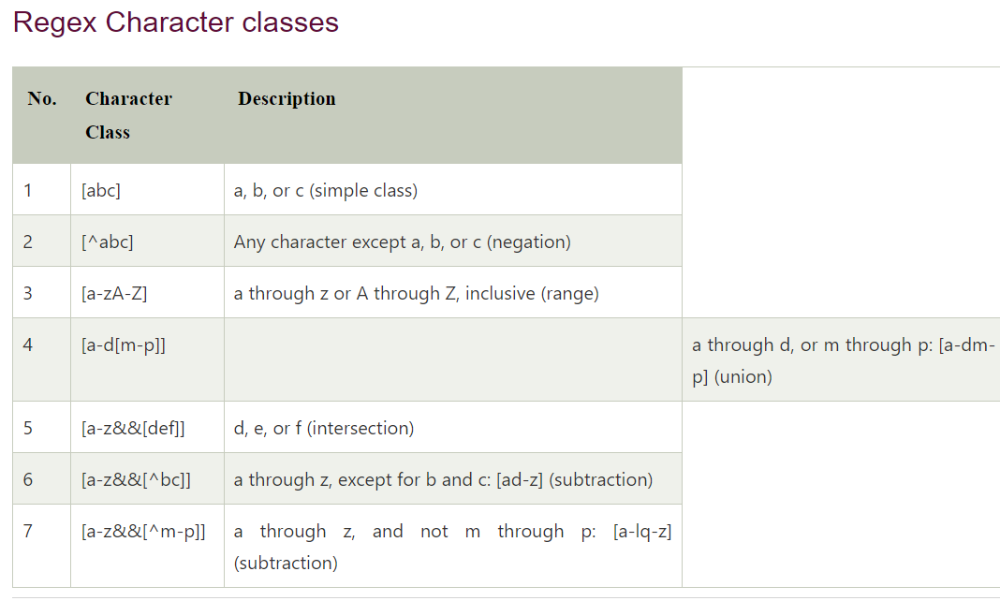 Regex Character classes
No. Character Description
Class
1 [abc] a, b, or c (simple class)
2 [^abc] Any character except a, b, or c (negation)
3 [a-zA-Z] a through z or A through Z, inclusive (range)
4 [a-d[m-p]] a through d, or m through p: [a-dm-
p] (union)
5 [a-z&&[def]] d, e, or f (intersection)
6 [a-z&&[^bc]] a through z, except for b and c: [ad-z] (subtraction)
7 [a-z&&[^m-p]] a through z, and not m through p: [a-lq-z]
(subtraction)